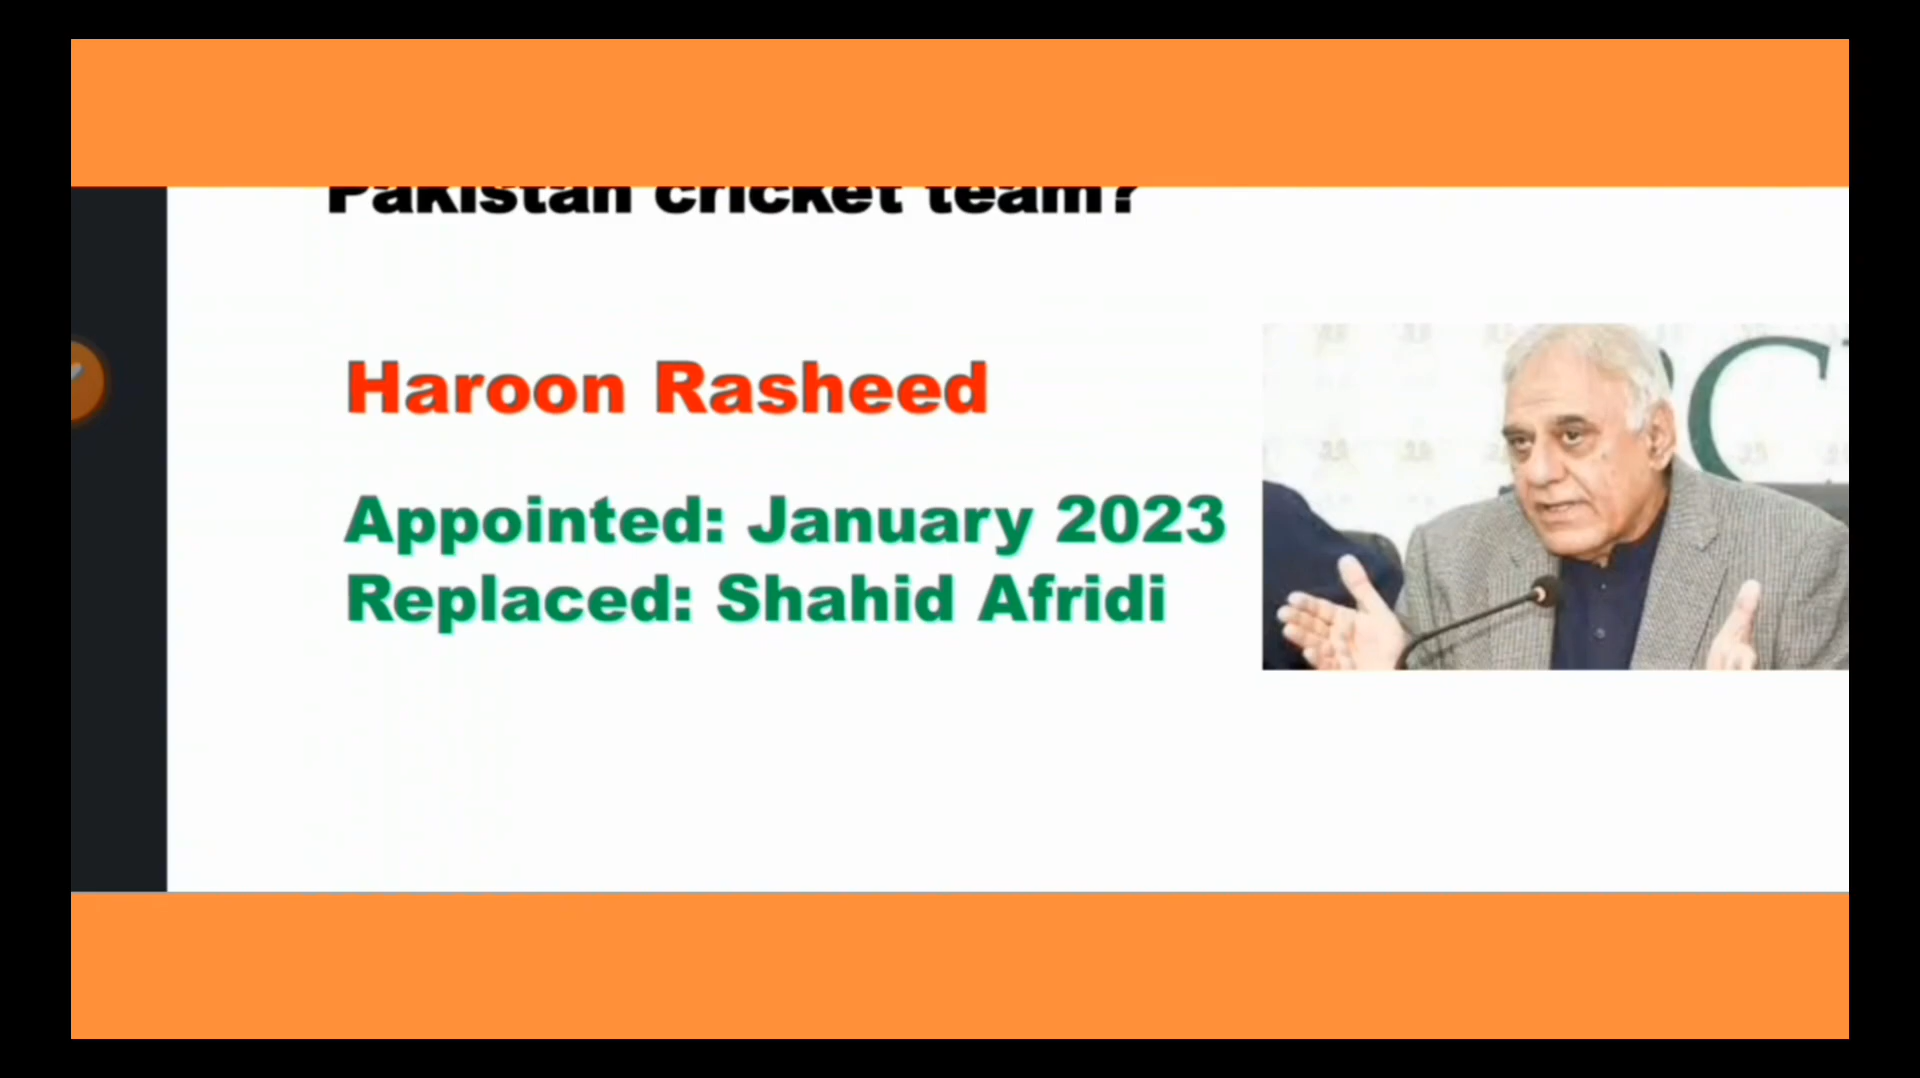 Pakistan cricket team?
Haroon Rasheed
Appointed: January 2023
Replaced: Shahid Afridi